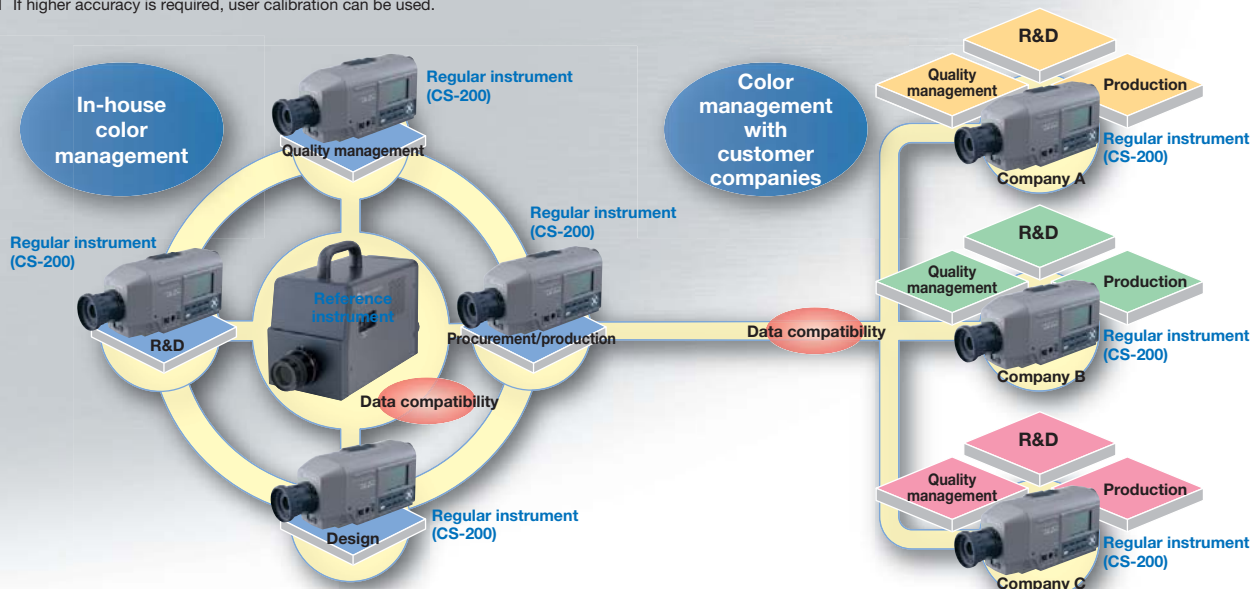 If higher accuracy is required, user calibration can be used.
In-house
color
management
Regular instrument
(CS-200)
Quality management
Regular instrument
(CS-200)
R&D
Reference
instrument
Regular instrument
(CS-200)
Procurement/production
Data compatibility
Regular instrument
(CS-200)
Design
Data compatibility
Color
management
with
customer
companies
R&D
Quality
management
Production
Regular instrument
(CS-200)
Company A
R&D
Quality
management
Production
Regular instrument
(CS-200)
Company B
R&D
Quality
management
Production
Regular instrument
(CS-200)
Company C